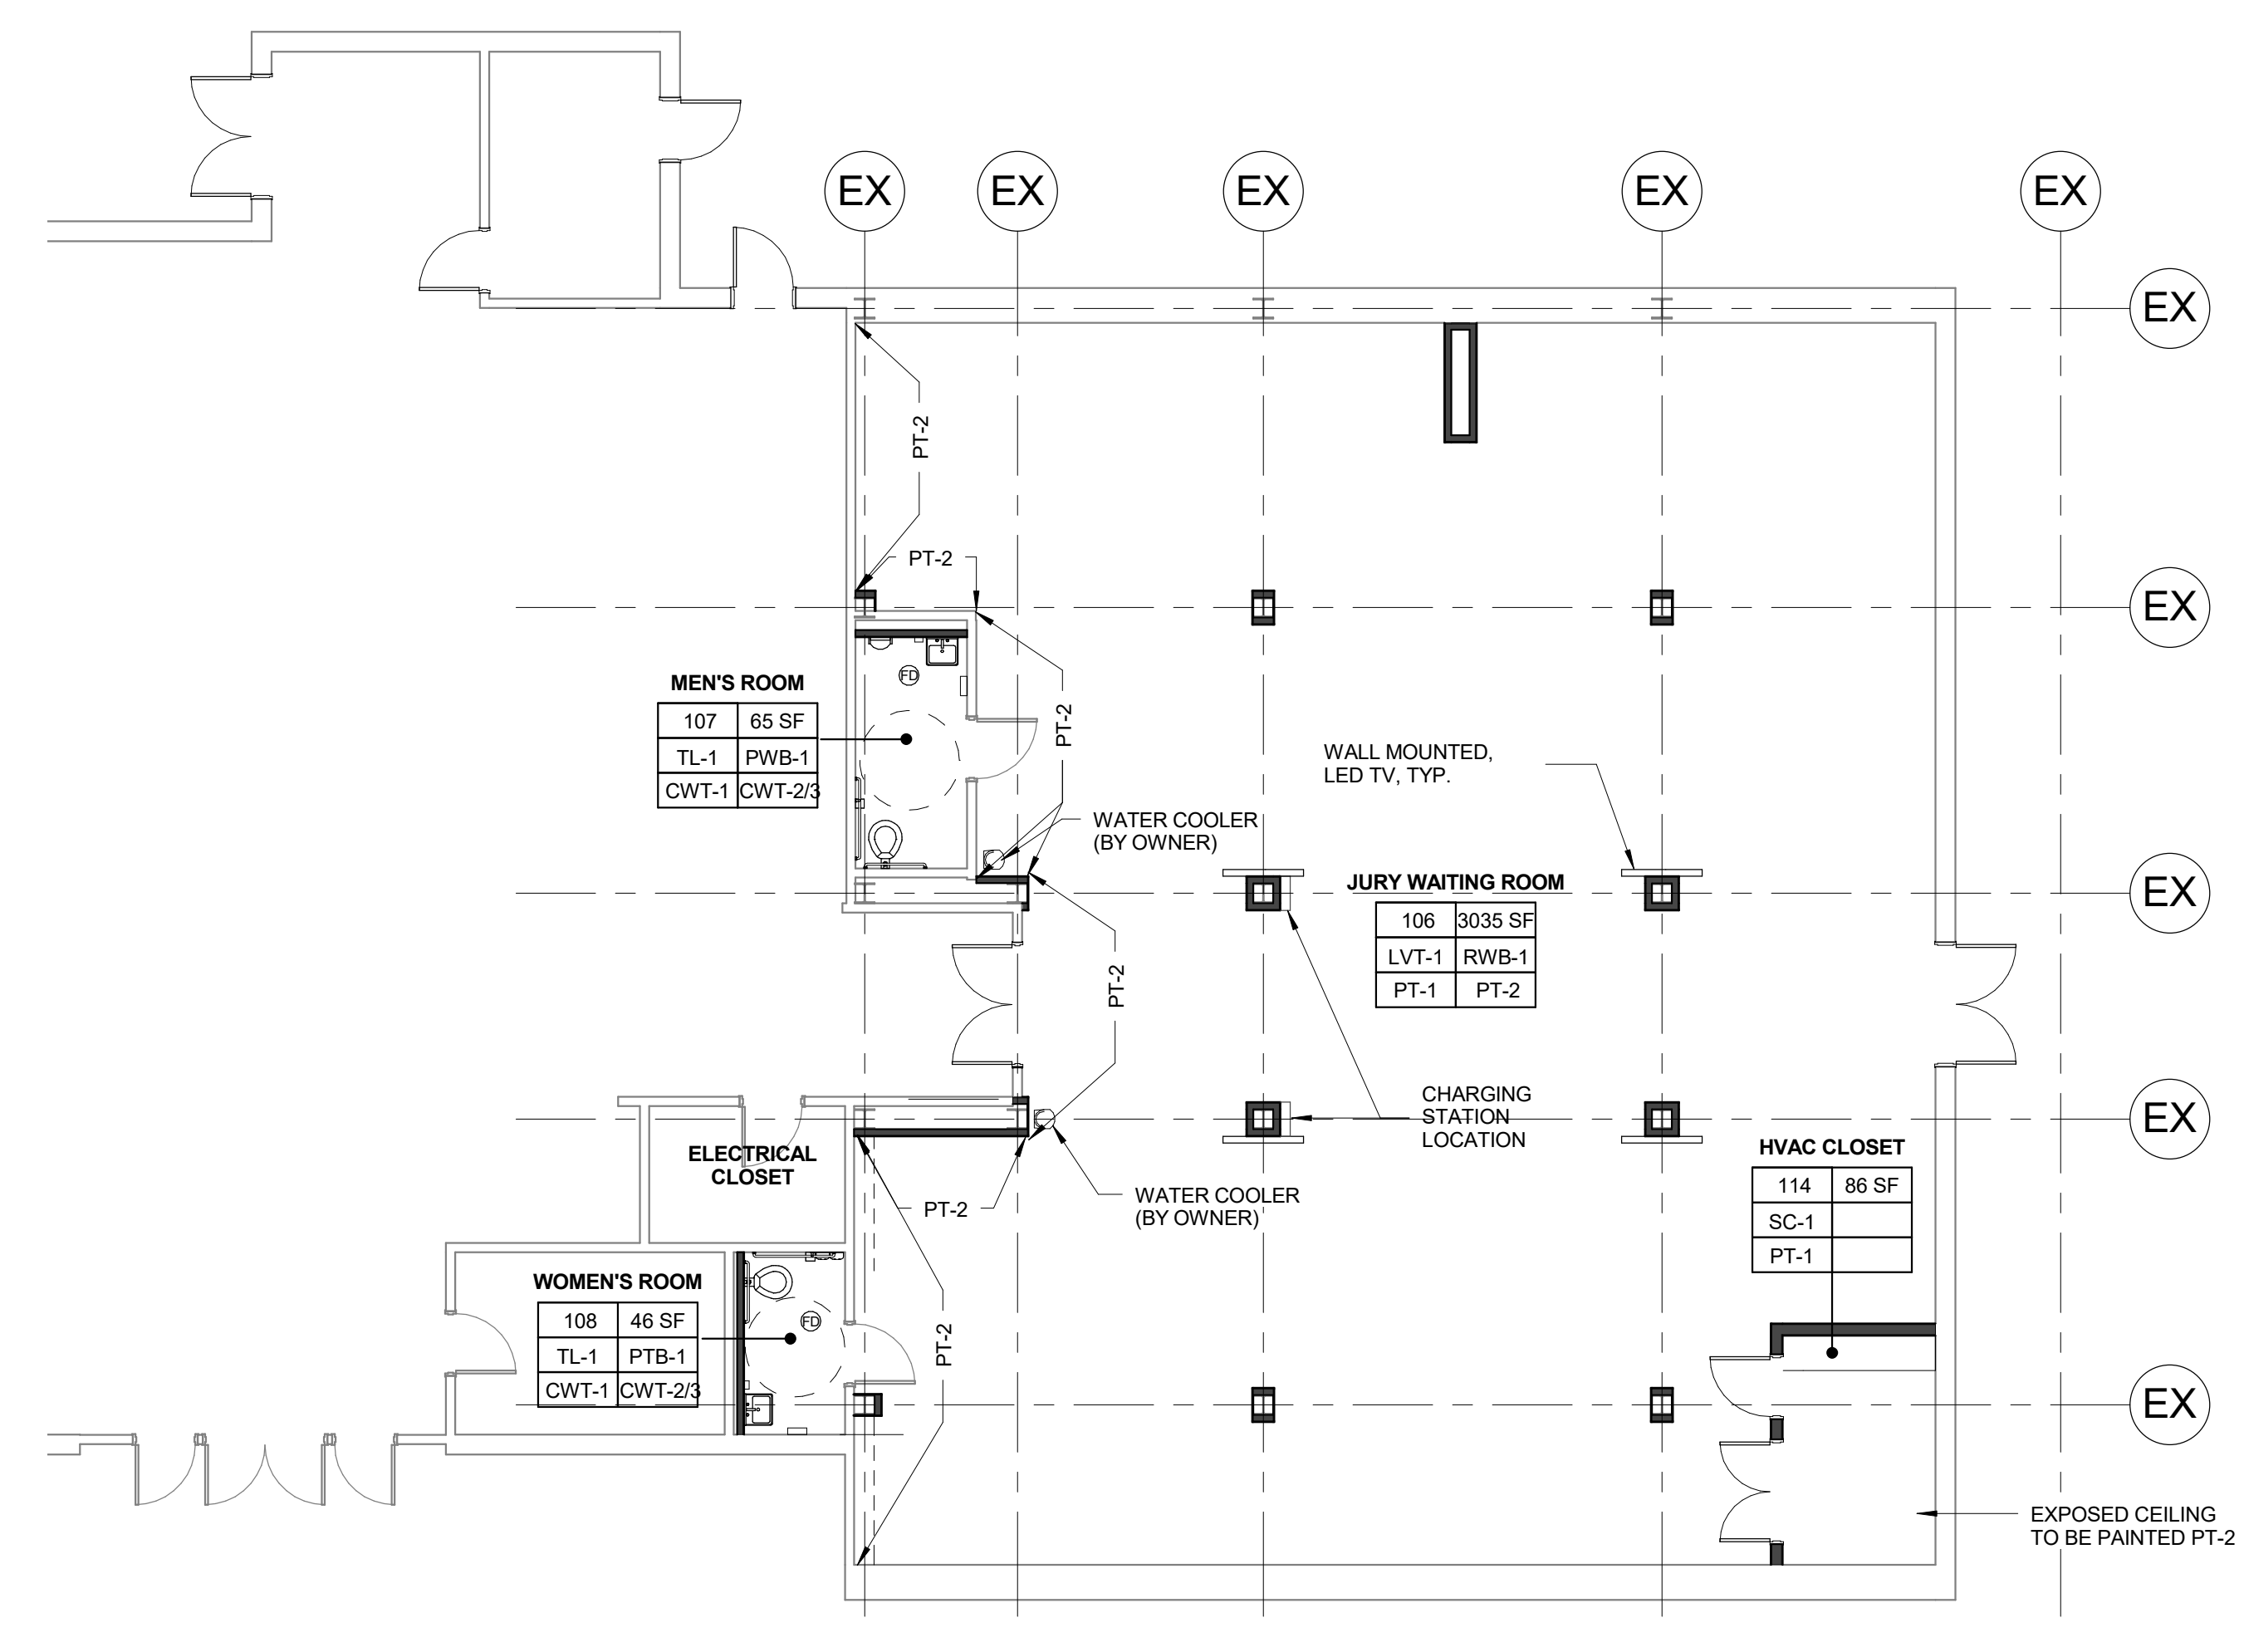 EX
EX
EX
EX
EX
EX
PT-2
PT-2
EX
MEN'S ROOM
107 65 SF
TL-1 PWB-1
CWT-1 CWT-2/3
FD
PT-2
WALL MOUNTED,
LED TV, TYP.
WATER COOLER
(BY OWNER)
EX
JURY WAITING ROOM
106 3035 SF
LVT-1 RWB-1
PT-1 PT-2
PT-2
CHARGING
STATION
LOCATION
EX
ELECTRICAL
CLOSET
HVAC CLOSET
114 86 SF
SC-1
PT-1
WATER COOLER
(BY OWNER)
PT-2
WOMEN'S ROOM
108 46 SF
TL-1 PTB-1
CWT-1 CWT-2/3
FD
PT-2
EX
EXPOSED CEILING
TO BE PAINTED PT-2